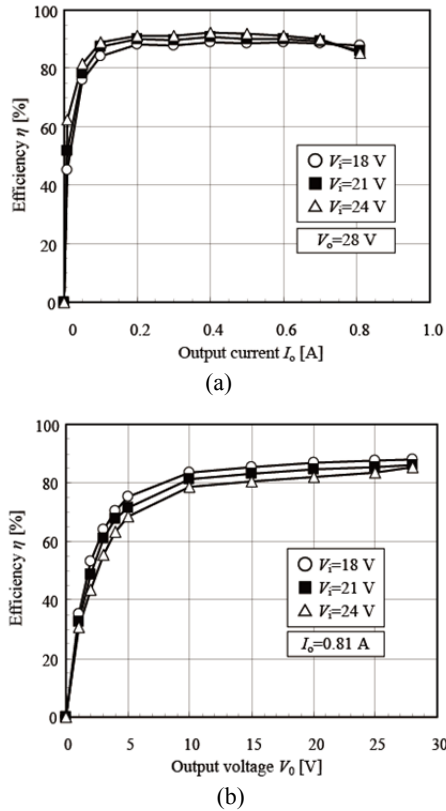 100
80
60
40
20
0
Efficiency η [%]
Vi=18 V
Vi=21 V
Vi=24 V
Vo=28 V
0 0.2 0.4 0.6 0.8 1.0
Output current Io [A]
(a)
100
80
60
40
20
0
Efficiency η [%]
Vi=18 V
Vi=21 V
Vi=24 V
Io=0.81 A
0 5 10 15 20 25 30
Output voltage V0 [V]
(b)